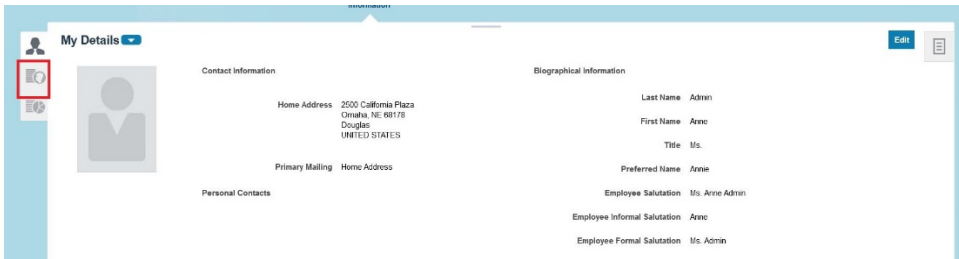 Information
My Details
Edit
Contact Information
Biographical Information
Home Address 2500 California Plaza
Omaha, NE 68178
Douglas
UNITED STATES
Primary Mailing Home Address
Personal Contacts
Last Name Admin
First Name Anne
Title Ms.
Preferred Name Annie
Employee Salutation Ms. Anne Admin
Employee Informal Salutation Anne
Employee Formal Salutation Ms. Admin